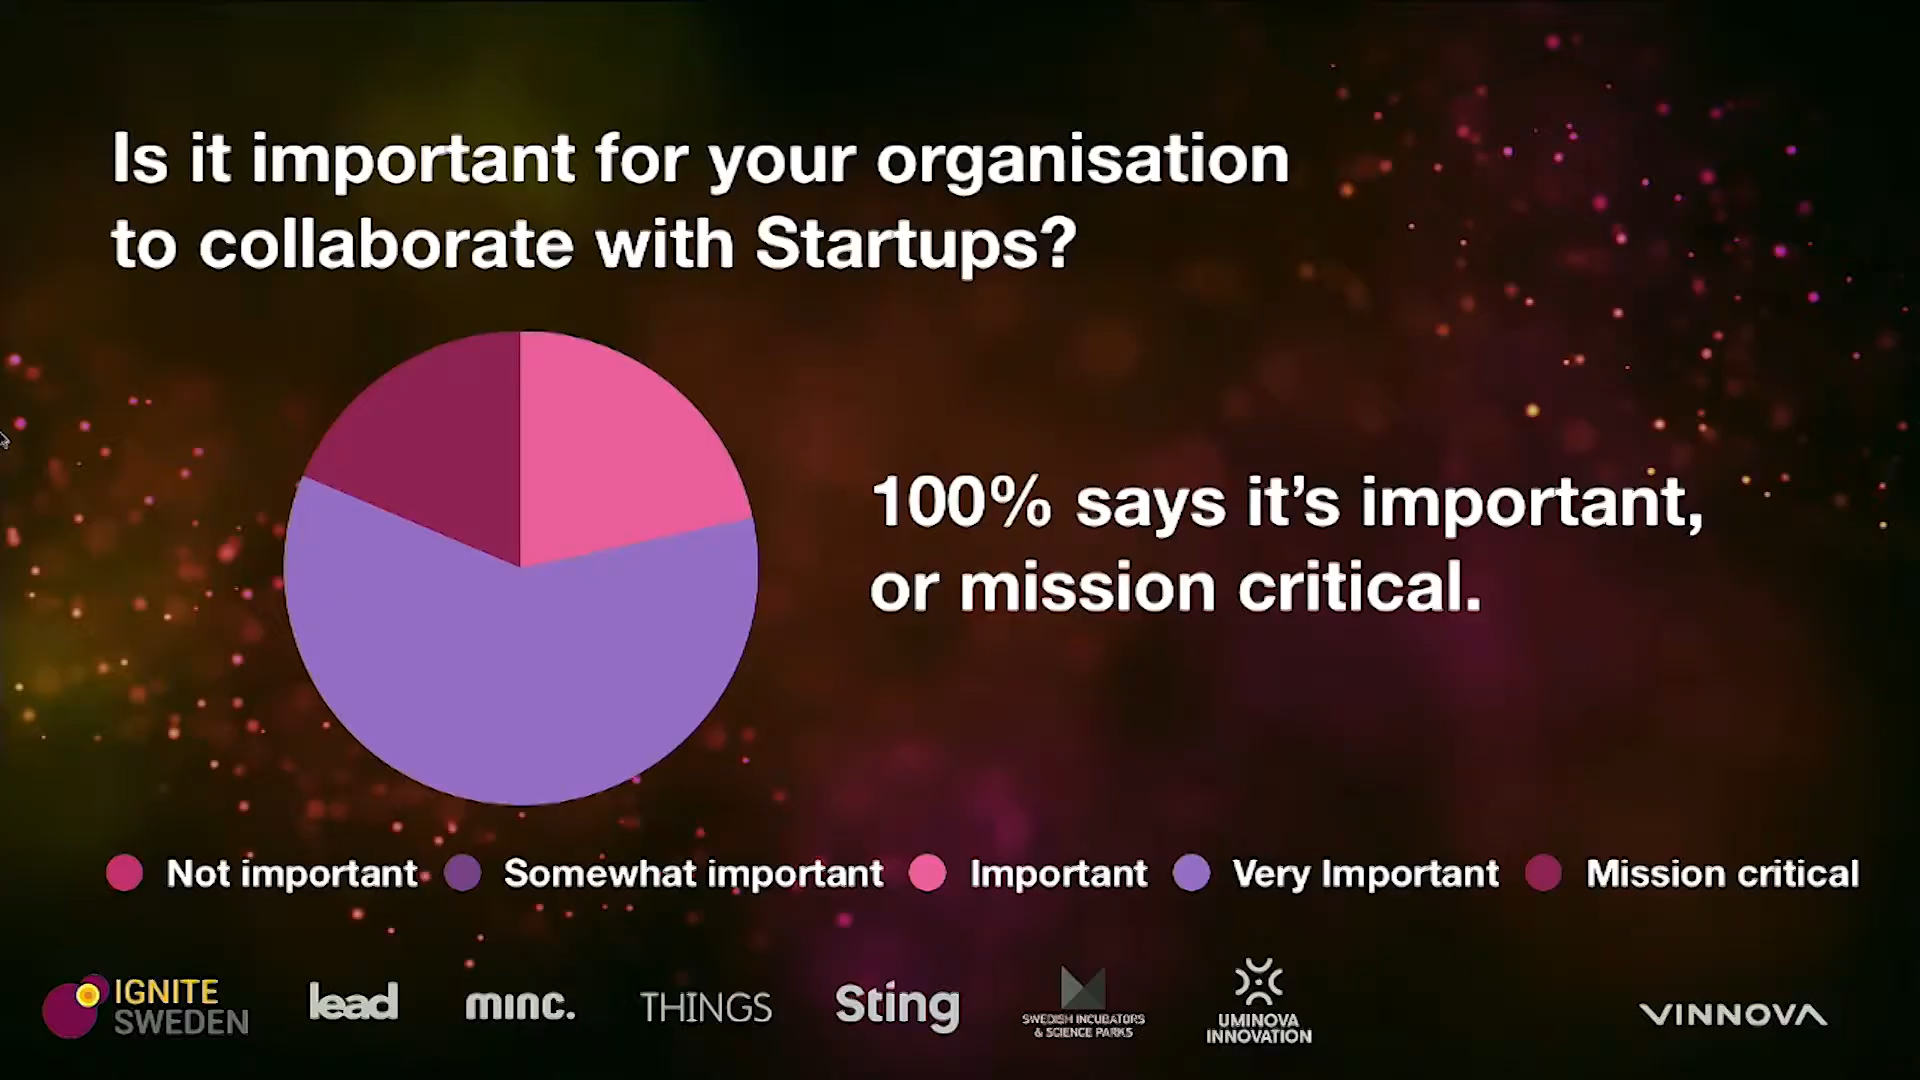 Is it important for your organisation
to collaborate with Startups?
100% says it's important,
or mission critical.
Not important
Somewhat important
Important
Very Important
Mission critical
IGNITE
SWEDEN
lead
minc.
THINGS
Sting
SWEDISH INCUBATORS
& SCIENCE PARKS
UMINOVA
INNOVATION
VINNOVA